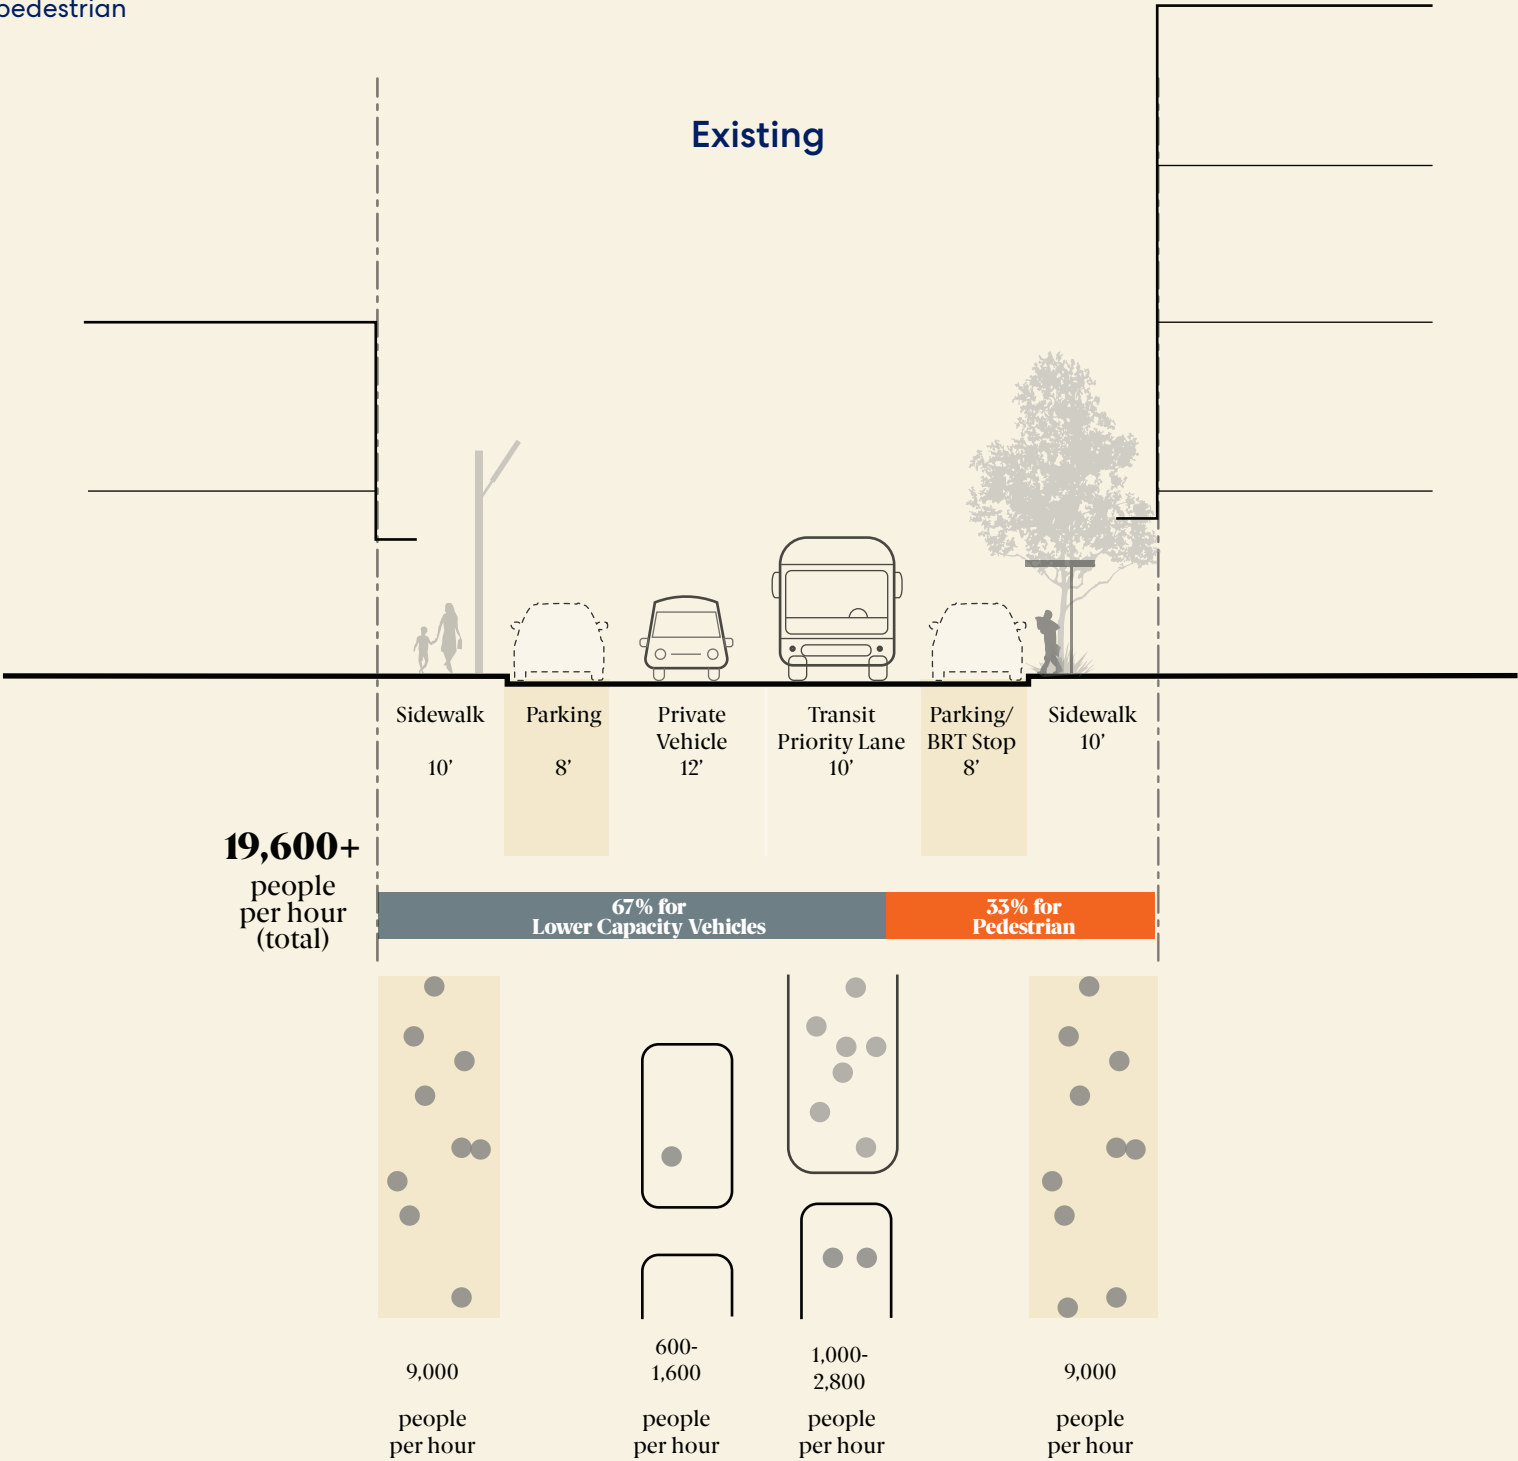 pedestrian
Existing
Sidewalk
10’
Parking
8’
Private
Vehicle
12’
Transit
Priority Lane
10’
Parking/
BRT Stop
8’
Sidewalk
10’
19,600+
people
per hour
(total)
67% for
Lower Capacity Vehicles
33% for
Pedestrian
9,000
people
per hour
600-
1,600
people
per hour
1,000-
2,800
people
per hour
9,000
people
per hour